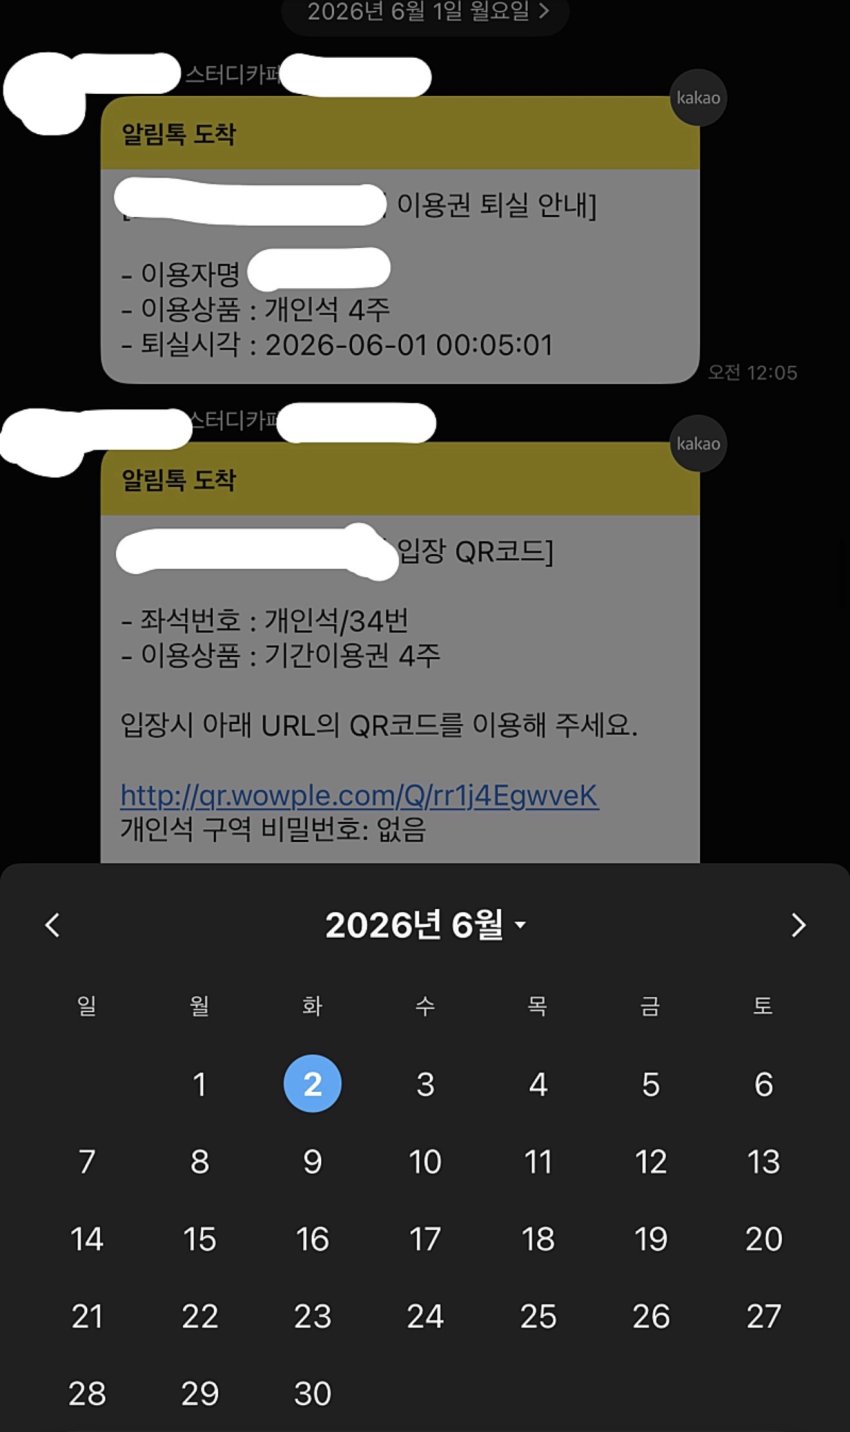 2026년 6월 1일 월요일 >
스터디카페
kakao
알림톡 도착
이용권 퇴실 안내]
- 이용자명
- 이용상품 : 개인석 4주
- 퇴실시각 : 2026-06-01 00:05:01
오전 12:05
스터디카페
kakao
알림톡 도착
입장 QR코드]
- 좌석번호 : 개인석/34번
- 이용상품 : 기간이용권 4주
입장시 아래 URL의 QR코드를 이용해 주세요.
http://qr.wowple.com/Q/rr1j4EgwveK
개인석 구역 비밀번호: 없음
2026년 6월
일 월 화 수 목 금 토
1 2 3 4 5 6
7 8 9 10 11 12 13
14 15 16 17 18 19 20
21 22 23 24 25 26 27
28 29 30